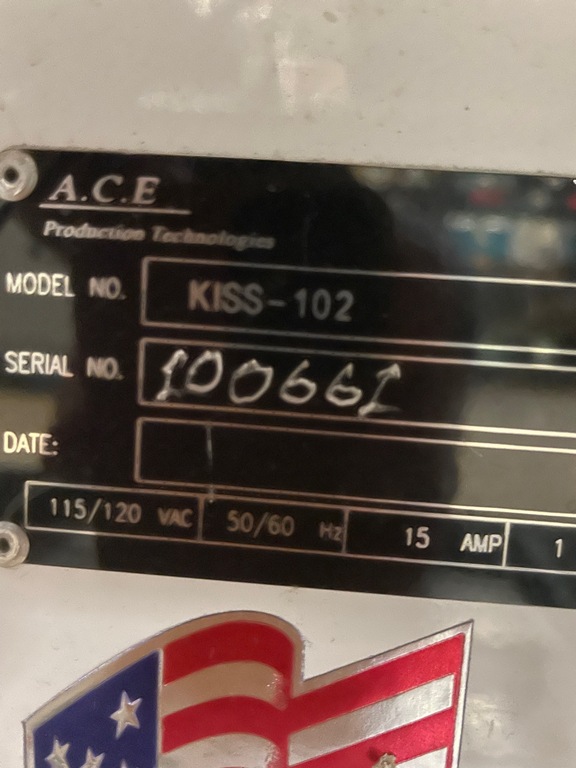 A.C.E
Production Technologies
MODEL NO. KISS-102
SERIAL NO. 100661
DATE:
115/120 VAC 50/60 Hz 15 AMP 1